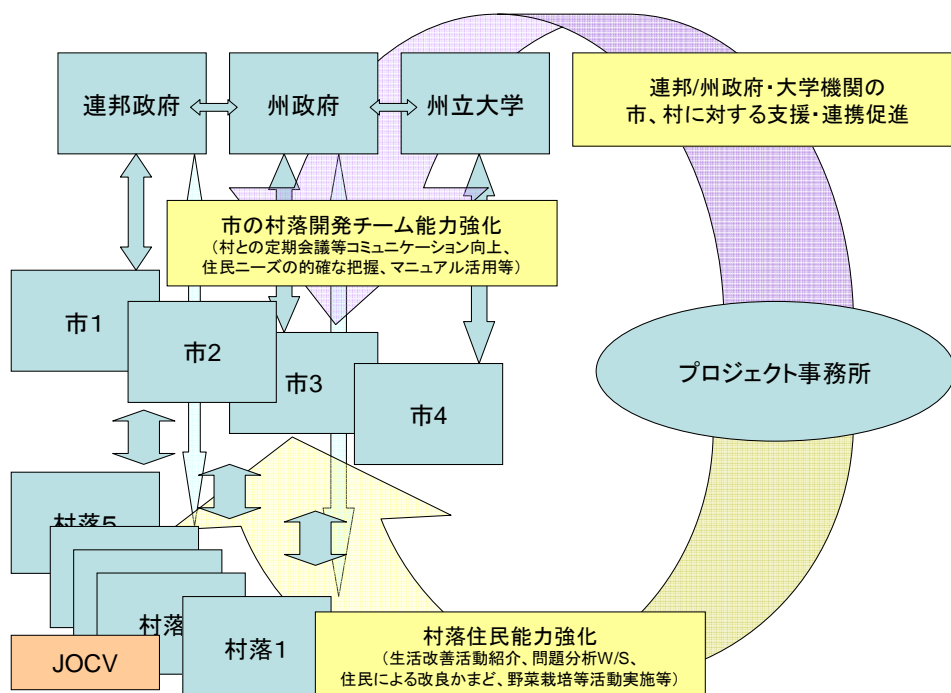 連邦政府
州政府
州立大学
連邦/州政府・大学機関の
市、村に対する支援・連携促進
市の村落開発チーム能力強化
(村との定期会議等コミュニケーション向上、
住民ニーズの的確な把握、マニュアル活用等)
市1
市2
市3
市4
プロジェクト事務所
村落5
村落
村落1
JOCV
村落住民能力強化
(生活改善活動紹介、問題分析W/S、
住民による改良かまど、野菜栽培等活動実施等)